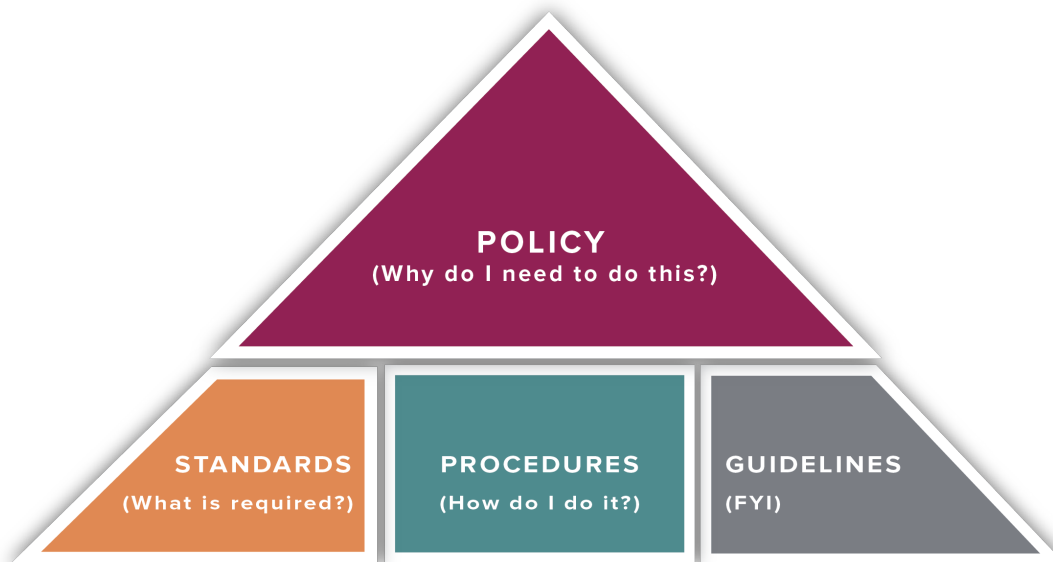 POLICY
(Why do I need to do this?)
STANDARDS
(What is required?)
PROCEDURES
(How do I do it?)
GUIDELINES
(FYI)